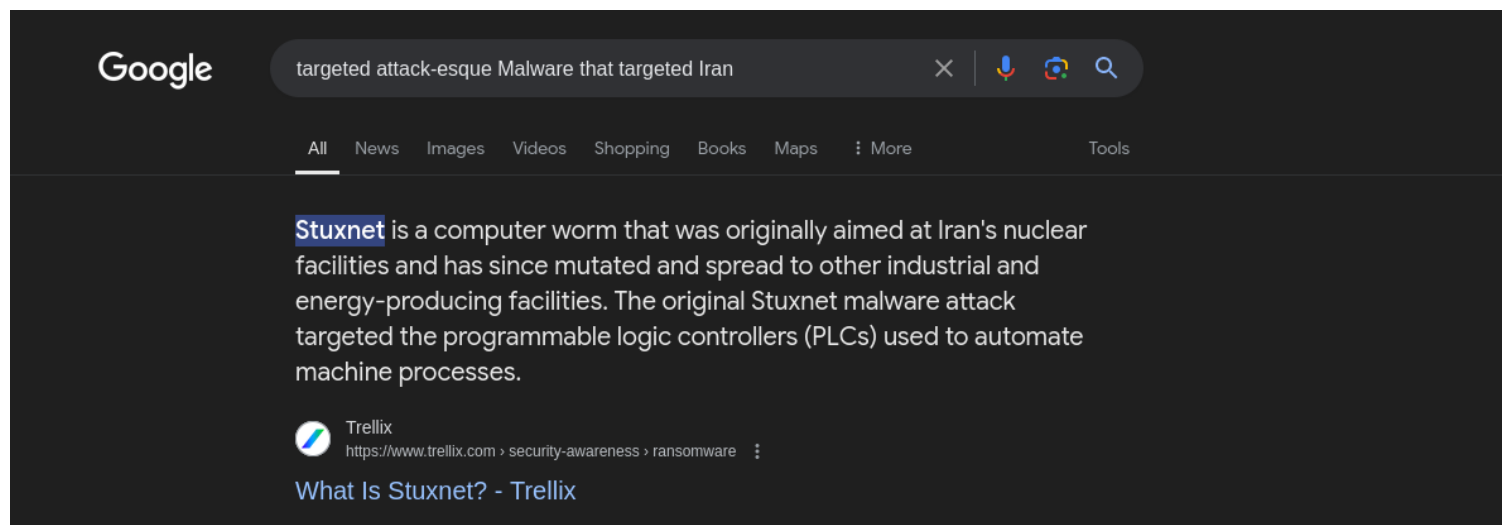 Google
targeted attack-esque Malware that targeted Iran
All News Images Videos Shopping Books Maps More Tools
Stuxnet is a computer worm that was originally aimed at Iran's nuclear
facilities and has since mutated and spread to other industrial and
energy-producing facilities. The original Stuxnet malware attack
targeted the programmable logic controllers (PLCs) used to automate
machine processes.
Trellix
https://www.trellix.com › security-awareness › ransomware
What Is Stuxnet? - Trellix